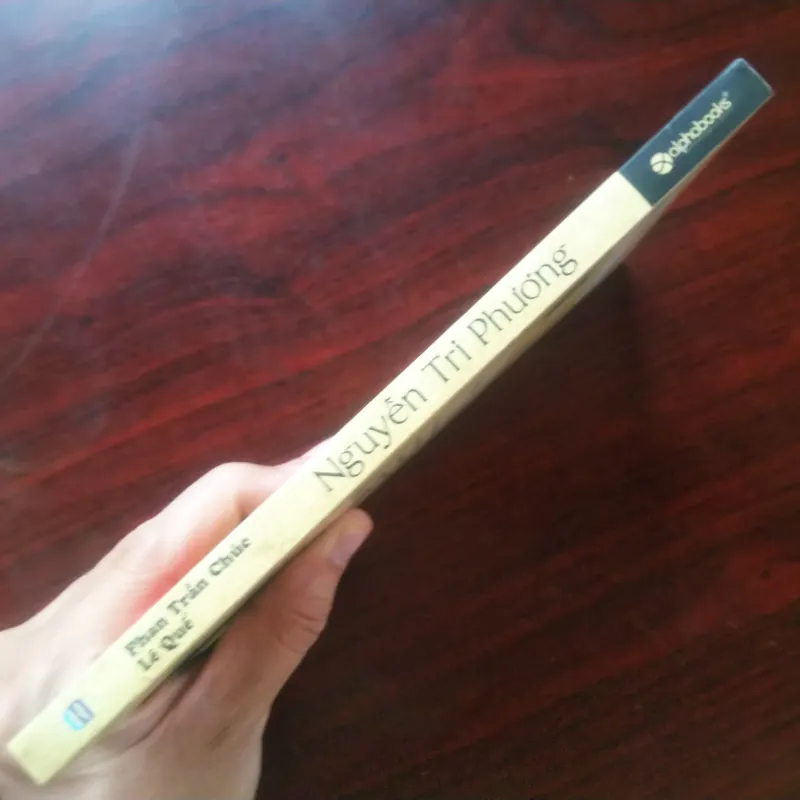 Phan Trần Chúc
Lê Quế
Nguyễn Tri Phương
alphabooks®